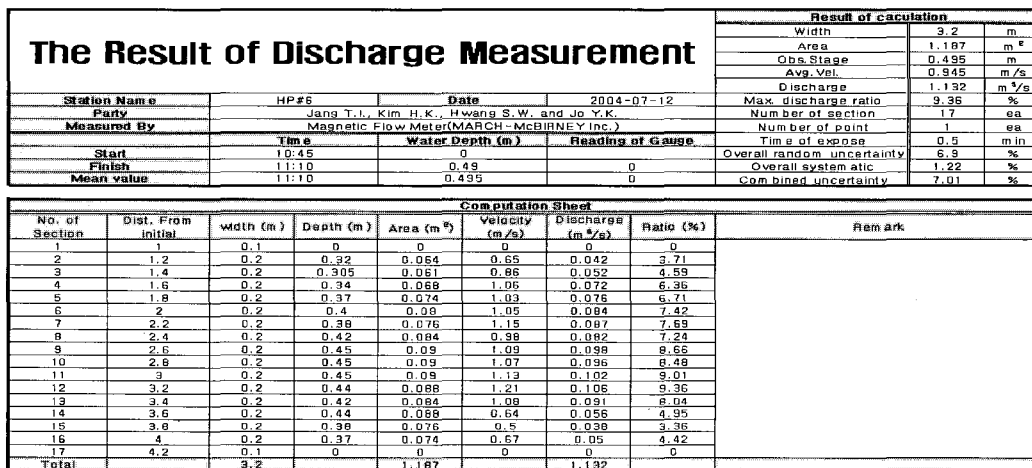 The Result of Discharge Measurement
Result of caculation
Width 3.2 m
Area 1.187 m²
Obs.Stage 0.495 m
Avg.Vel. 0.945 m/s
Discharge 1.132 m³/s
Max. discharge ratio 9.36 %
Number of section 17 ea
Number of point 1 ea
Time of expose 0.5 min
Overall random uncertainty 6.9 %
Overall systematic 1.22 %
Combined uncertainty 7.01 %
Station Name HP#6 Date 2004-07-12
Party Jang T.I., Kim H.K., Hwang S.W. and Jo Y.K.
Measured By Magnetic Flow Meter(MARCH-McBIRNEY Inc.)
Time Water Depth (m) Reading of Gauge
Start 10:45 0
Finish 11:10 0.49 0
Mean value 11:10 0.495 0
Computation Sheet
No. of Section Dist. From initial width (m) Depth (m) Area (m²) Velocity (m/s) Discharge (m³/s) Ratio (%) Remark
1 1 0.1 0 0 0 0 0
2 1.2 0.2 0.32 0.064 0.65 0.042 3.71
3 1.4 0.2 0.305 0.061 0.86 0.052 4.59
4 1.6 0.2 0.34 0.068 1.06 0.072 6.36
5 1.8 0.2 0.37 0.074 1.03 0.076 6.71
6 2 0.2 0.4 0.08 1.05 0.084 7.42
7 2.2 0.2 0.38 0.076 1.15 0.087 7.69
8 2.4 0.2 0.42 0.084 0.98 0.082 7.24
9 2.6 0.2 0.45 0.09 1.09 0.098 8.66
10 2.8 0.2 0.45 0.09 1.07 0.096 8.48
11 3 0.2 0.45 0.09 1.13 0.102 9.01
12 3.2 0.2 0.44 0.088 1.21 0.106 9.36
13 3.4 0.2 0.42 0.084 1.08 0.091 8.04
14 3.6 0.2 0.44 0.088 0.64 0.056 4.95
15 3.8 0.2 0.38 0.076 0.5 0.038 3.36
16 4 0.2 0.37 0.074 0.67 0.05 4.42
17 4.2 0.1 0 0 0 0 0
Total 3.2 1.187 1.132